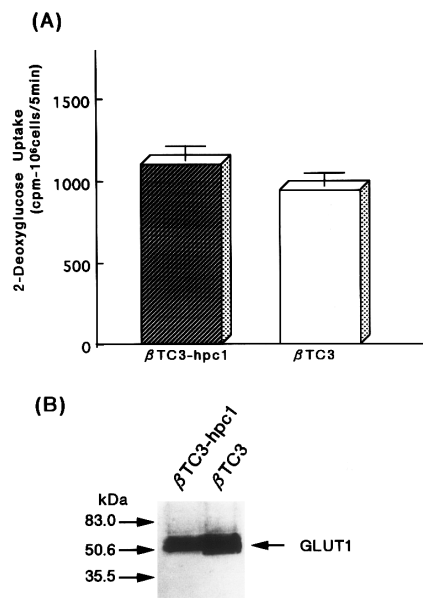 (A)
2-Deoxyglucose Uptake
(cpm-10⁶cells/5min)
1500
1000
500
0
βTC3-hpc1
βTC3
(B)
βTC3-hpc1
βTC3
kDa
83.0
50.6
35.5
GLUT1